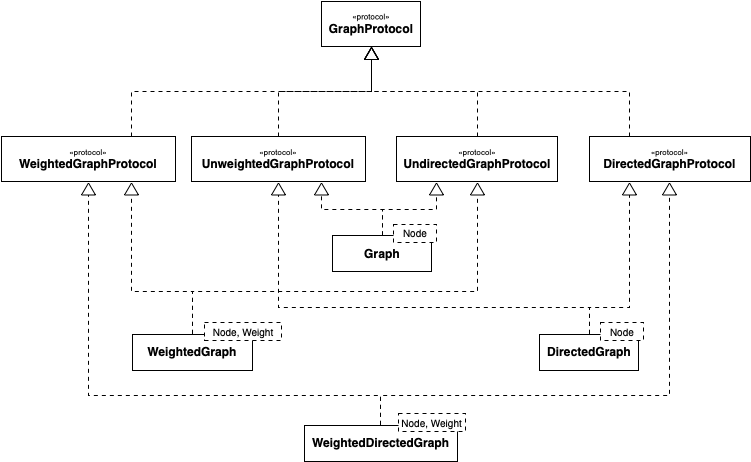 «protocol»
GraphProtocol
«protocol»
WeightedGraphProtocol
«protocol»
UnweightedGraphProtocol
«protocol»
UndirectedGraphProtocol
«protocol»
DirectedGraphProtocol
Node
Graph
Node, Weight
WeightedGraph
Node
DirectedGraph
Node, Weight
WeightedDirectedGraph